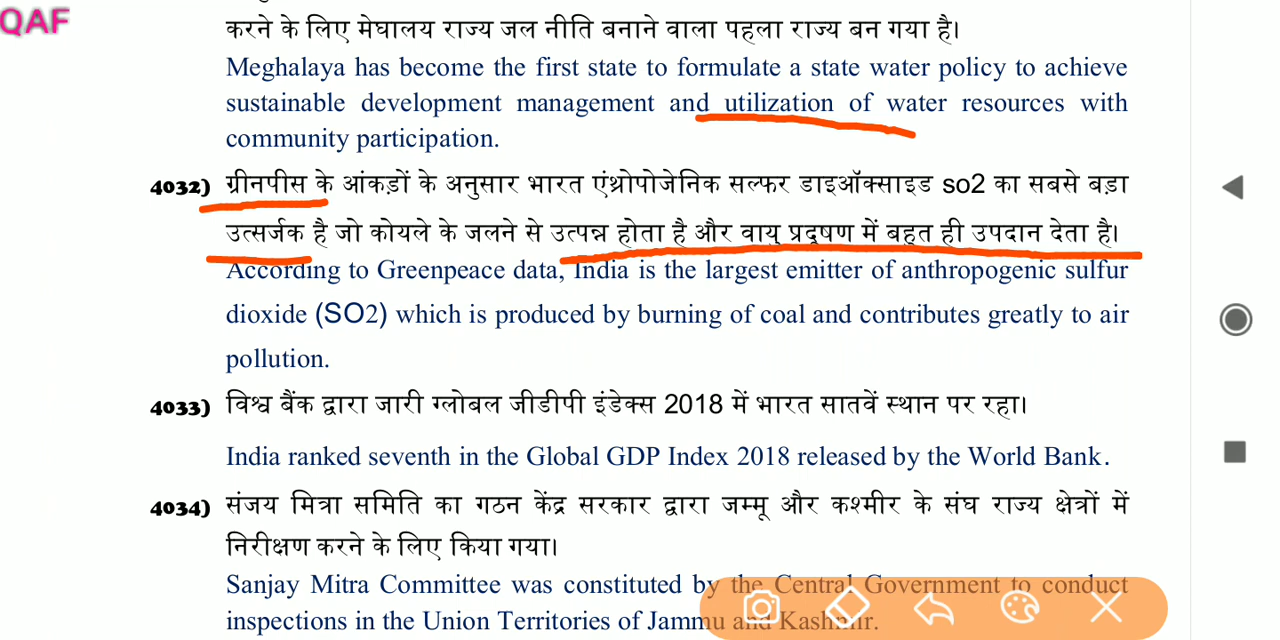 QAF
करने के लिए मेघालय राज्य जल नीति बनाने वाला पहला राज्य बन गया है।
Meghalaya has become the first state to formulate a state water policy to achieve
sustainable development management and utilization of water resources with
community participation.
4032) ग्रीनपीस के आंकड़ों के अनुसार भारत एंथ्रोपोजेनिक सल्फर डाइऑक्साइड so2 का सबसे बड़ा
उत्सर्जक है जो कोयले के जलने से उत्पन्न होता है और वायु प्रदूषण में बहुत ही उपदान देता है।
According to Greenpeace data, India is the largest emitter of anthropogenic sulfur
dioxide (SO2) which is produced by burning of coal and contributes greatly to air
pollution.
4033) विश्व बैंक द्वारा जारी ग्लोबल जीडीपी इंडेक्स 2018 में भारत सातवें स्थान पर रहा।
India ranked seventh in the Global GDP Index 2018 released by the World Bank.
4034) संजय मित्रा समिति का गठन केंद्र सरकार द्वारा जम्मू और कश्मीर के संघ राज्य क्षेत्रों में
निरीक्षण करने के लिए किया गया।
Sanjay Mitra Committee was constituted by the Central Government to conduct
inspections in the Union Territories of Jammu and Kashmir.